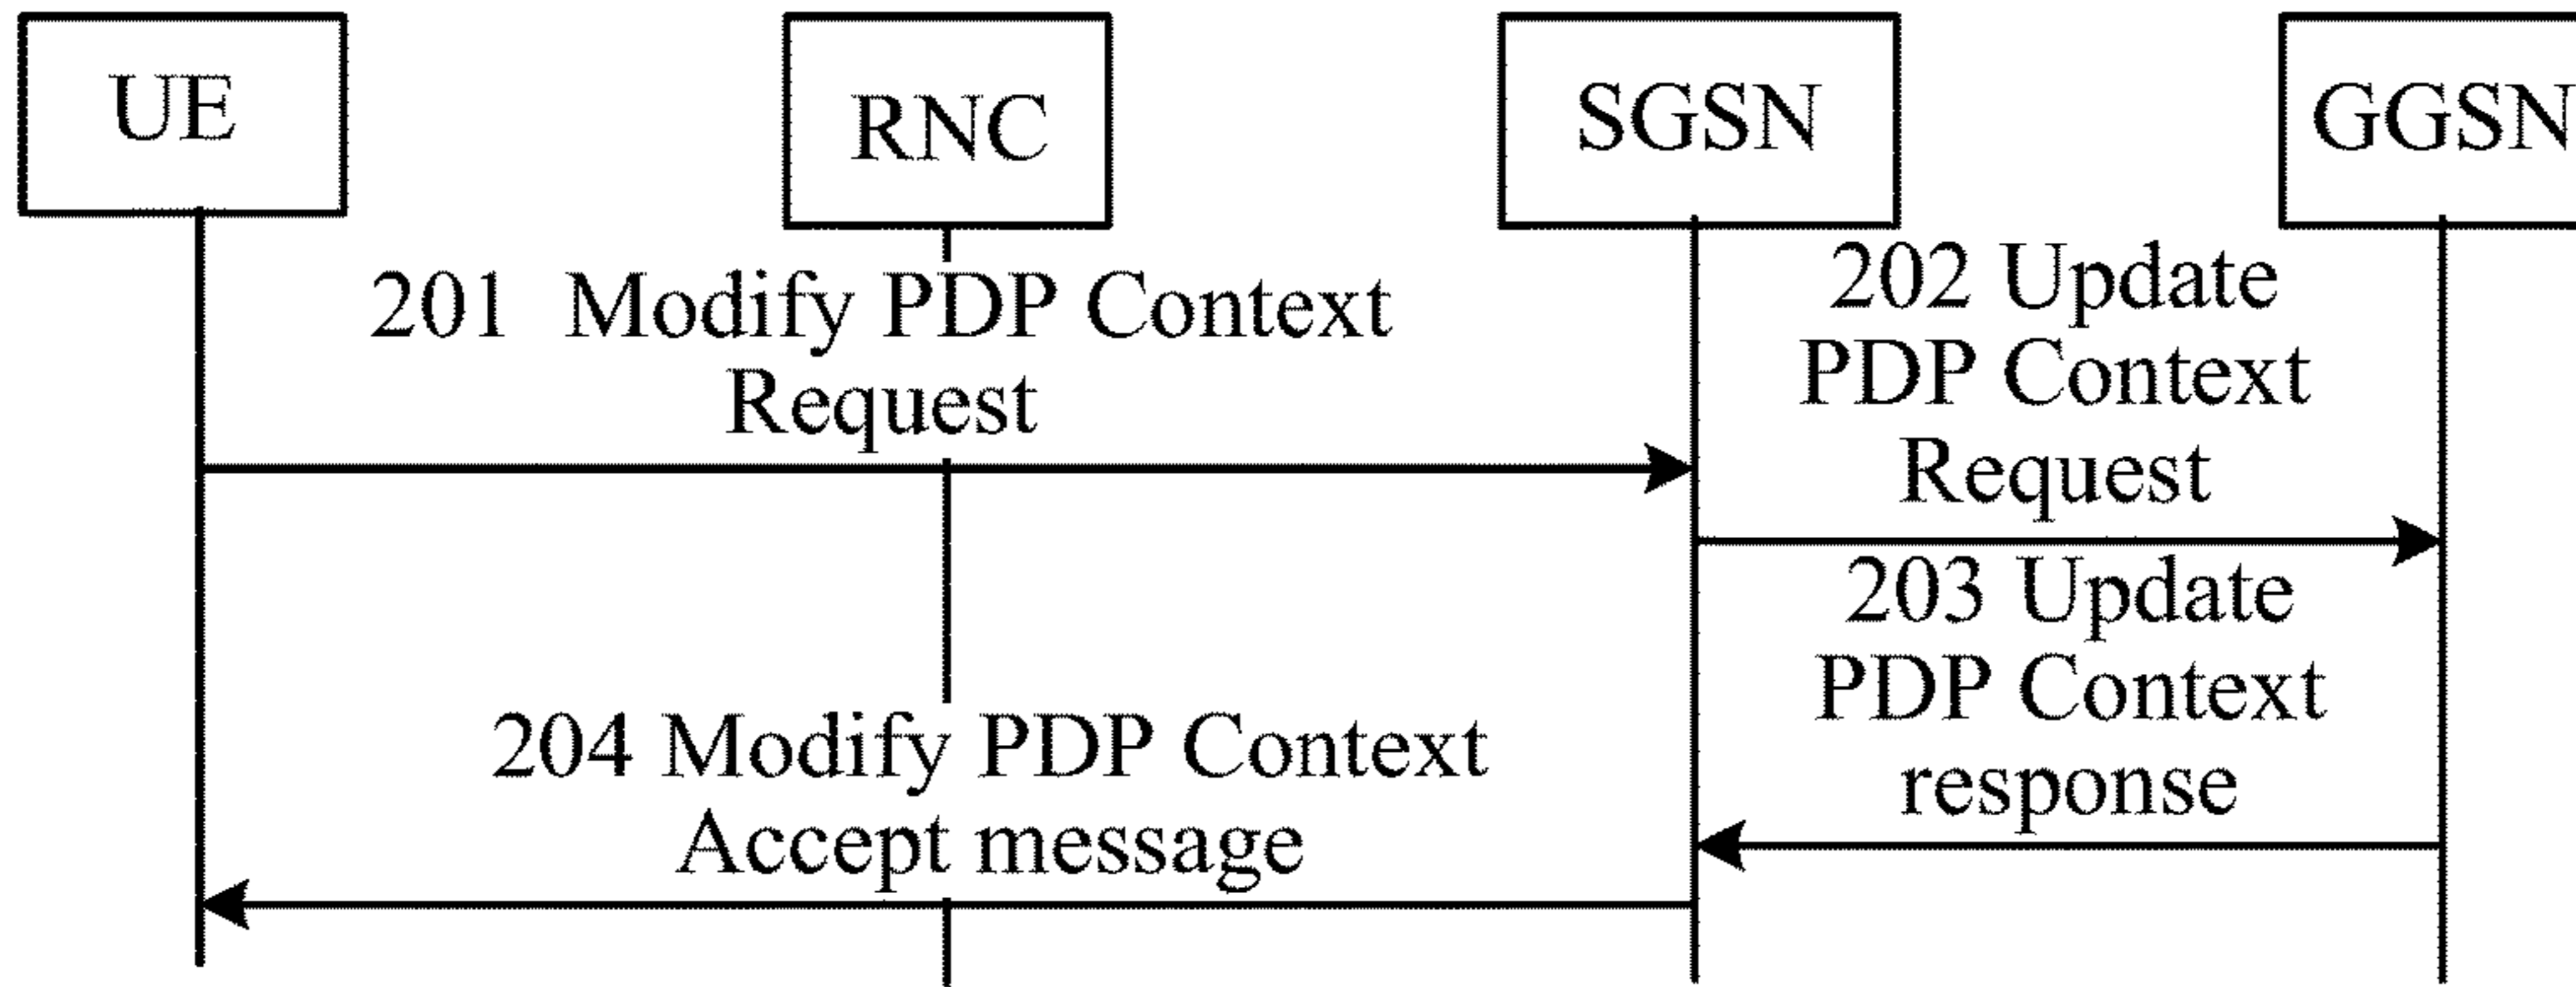 UE
RNC
SGSN
GGSN
201 Modify PDP Context
Request
202 Update
PDP Context
Request
203 Update
PDP Context
response
204 Modify PDP Context
Accept message